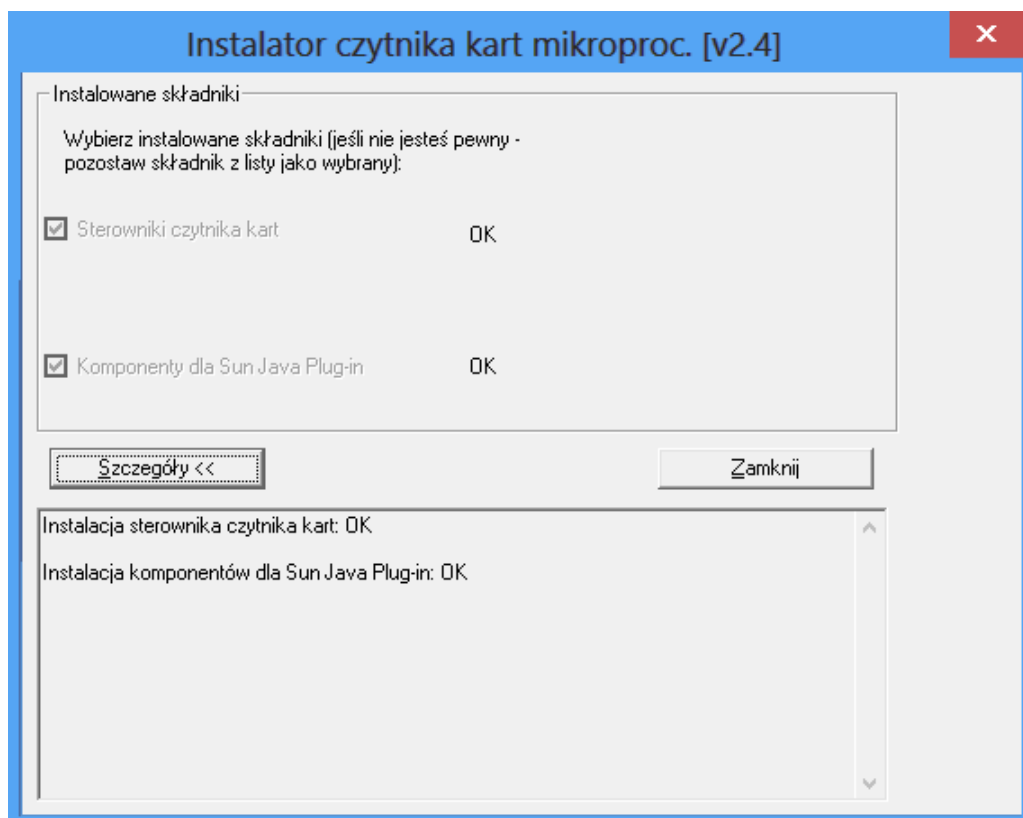 Instalator czytnika kart mikroproc. [v2.4]
Instalowane składniki
Wybierz instalowane składniki (jeśli nie jesteś pewny -
pozostaw składnik z listy jako wybrany):
Sterowniki czytnika kart OK
Komponenty dla Sun Java Plug-in OK
Szczegóły << Zamknij
Instalacja sterownika czytnika kart: OK
Instalacja komponentów dla Sun Java Plug-in: OK